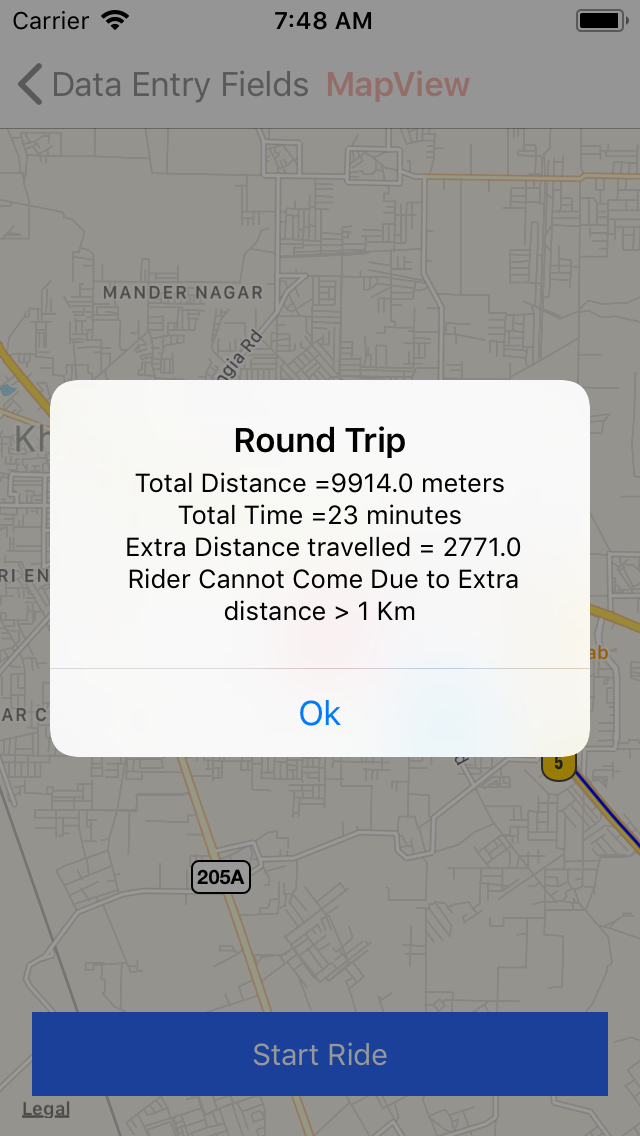 Carrier 7:48 AM
Data Entry Fields MapView
MANDER NAGAR
ngia Rd
Kh
Round Trip
Total Distance =9914.0 meters
Total Time =23 minutes
Extra Distance travelled = 2771.0
RI EN
Rider Cannot Come Due to Extra
distance > 1 Km
ab
Ok
AR C
5
205A
Start Ride
Legal